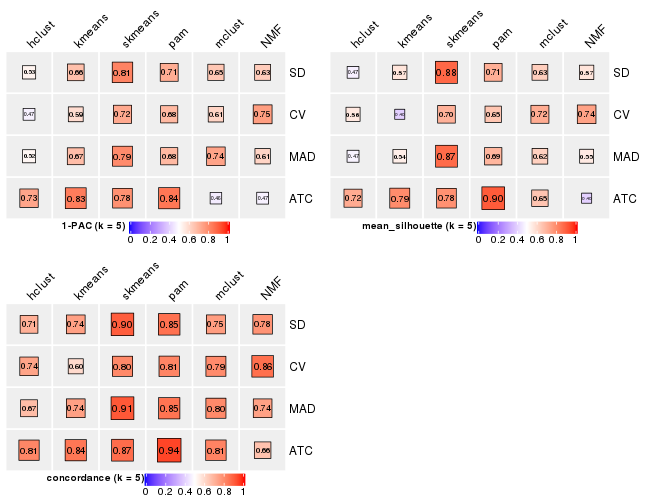 hclust kmeans skmeans pam mclust NMF
0.53 0.66 0.81 0.71 0.65 0.63 SD
0.47 0.59 0.72 0.68 0.61 0.75 CV
0.52 0.67 0.79 0.68 0.74 0.61 MAD
0.73 0.83 0.78 0.84 0.47 ATC
1-PAC (k = 5)
0 0.2 0.4 0.6 0.8 1
hclust kmeans skmeans pam mclust NMF
0.47 0.57 0.88 0.71 0.63 0.57 SD
0.56 0.70 0.65 0.72 0.74 CV
0.47 0.54 0.87 0.69 0.62 0.55 MAD
0.72 0.79 0.78 0.90 0.65 ATC
mean_silhouette (k = 5)
0 0.2 0.4 0.6 0.8 1
hclust kmeans skmeans pam mclust NMF
0.71 0.74 0.90 0.85 0.75 0.78 SD
0.74 0.60 0.80 0.81 0.79 0.86 CV
0.67 0.74 0.91 0.85 0.80 0.74 MAD
0.81 0.84 0.87 0.94 0.81 0.66 ATC
concordance (k = 5)
0 0.2 0.4 0.6 0.8 1